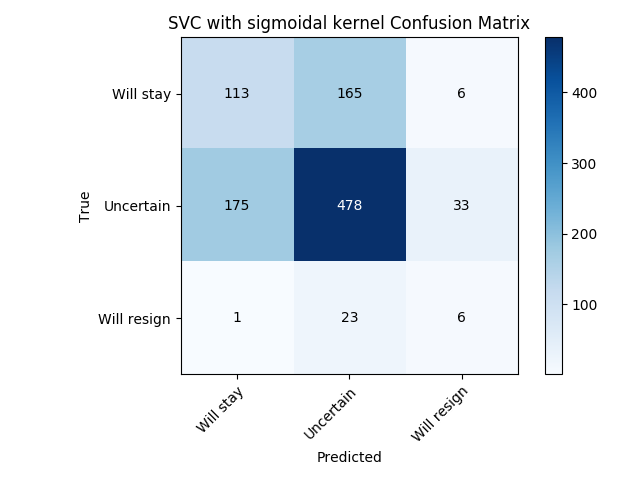 SVC with sigmoidal kernel Confusion Matrix
True
Will stay
113 165 6
Uncertain
175 478 33
Will resign
1 23 6
Will stay
Uncertain
Will resign
Predicted
400
300
200
100